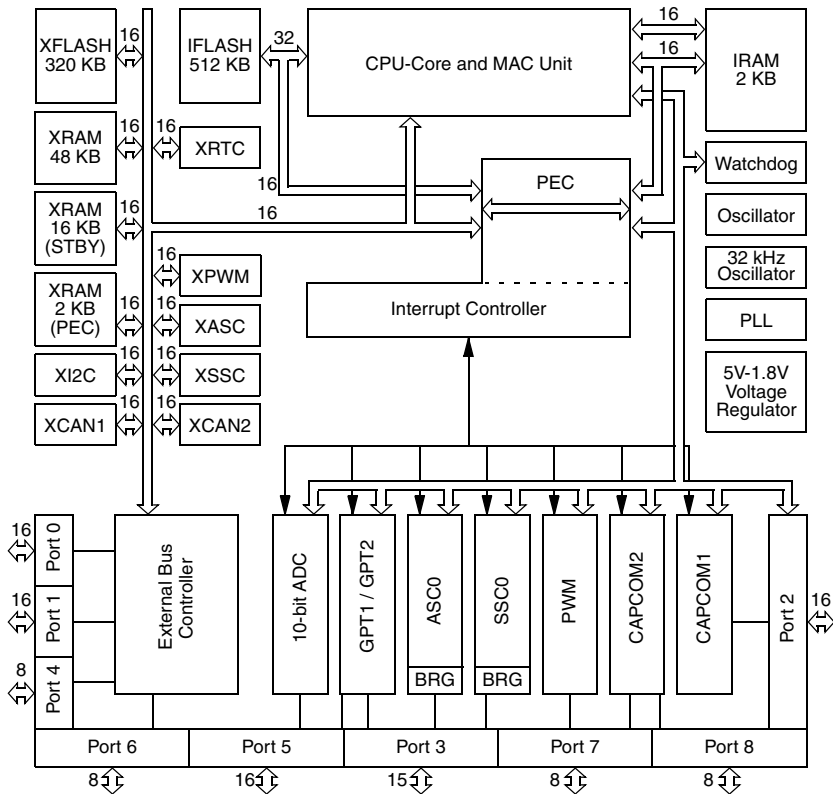 XFLASH
320 KB
16
IFLASH
512 KB
32
CPU-Core and MAC Unit
16
16
IRAM
2 KB
XRAM
48 KB
16
16
XRTC
Watchdog
PEC
16
16
XRAM
16 KB
(STBY)
16
Oscillator
32 kHz
Oscillator
16
XPWM
XRAM
2 KB
(PEC)
16
16
XASC
Interrupt Controller
PLL
XI2C
16
16
XSSC
5V-1.8V
Voltage
Regulator
XCAN1
16
16
XCAN2
16
Port 0
16
Port 1
8
Port 4
External Bus
Controller
10-bit ADC
GPT1 / GPT2
ASC0
BRG
SSC0
BRG
PWM
CAPCOM2
CAPCOM1
Port 2
16
Port 6
Port 5
Port 3
Port 7
Port 8
8
16
15
8
8